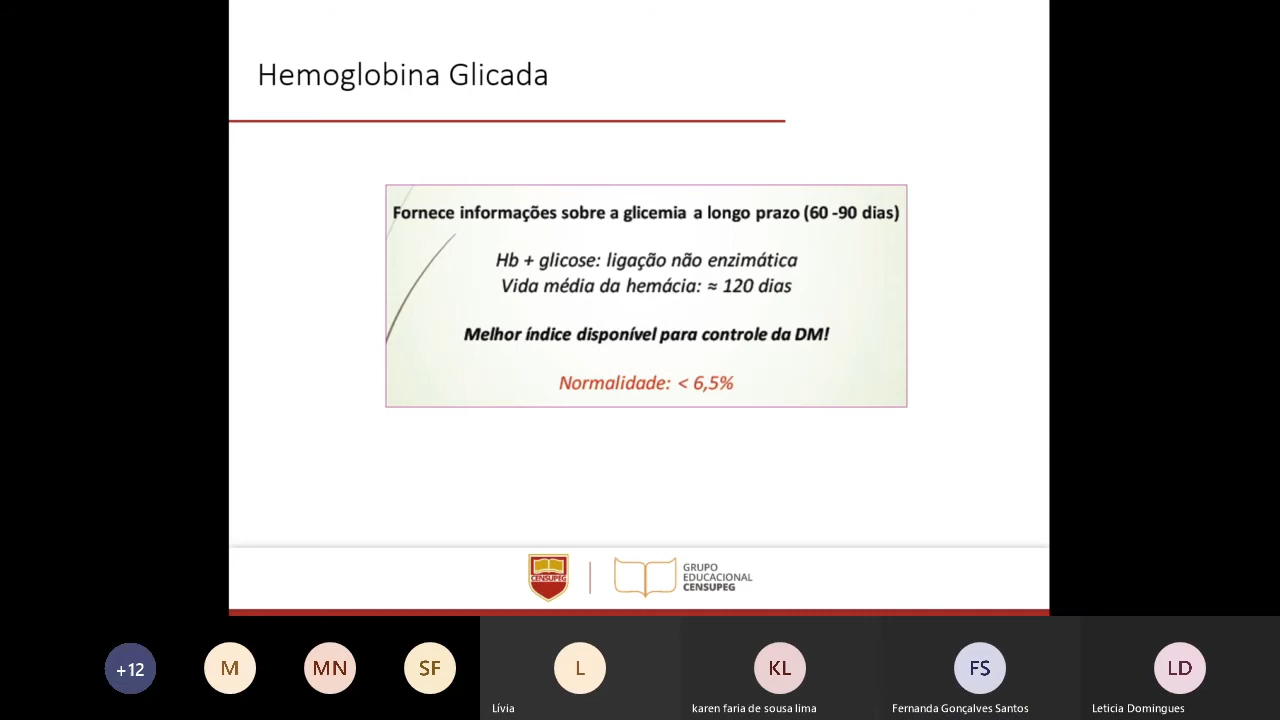 Hemoglobina Glicada
Fornece informações sobre a glicemia a longo prazo (60 -90 dias)
Hb + glicose: ligação não enzimática
Vida média da hemácia: ≈ 120 dias
Melhor índice disponível para controle da DM!
Normalidade: < 6,5%
CENSUPEG
GRUPO
EDUCACIONAL
CENSUPEG
+12
M
MN
SF
L
KL
FS
LD
Lívia
karen faria de sousa lima
Fernanda Gonçalves Santos
Leticia Domingues